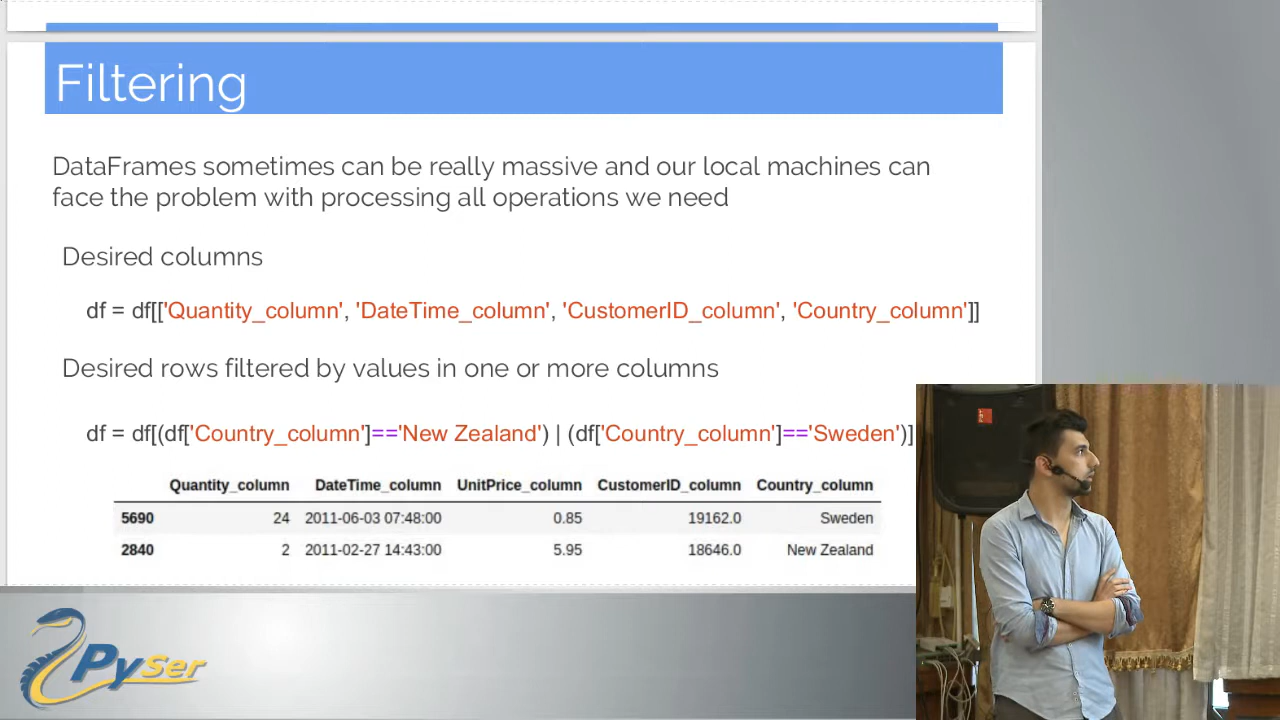 Filtering
DataFrames sometimes can be really massive and our local machines can
face the problem with processing all operations we need
Desired columns
df = df[['Quantity_column', 'DateTime_column', 'CustomerID_column', 'Country_column']]
Desired rows filtered by values in one or more columns
df = df[(df['Country_column']=='New Zealand') | (df['Country_column']=='Sweden')]
Quantity_column DateTime_column UnitPrice_column CustomerID_column Country_column
5690 24 2011-06-03 07:48:00 0.85 19162.0 Sweden
2840 2 2011-02-27 14:43:00 5.95 18646.0 New Zealand
PySer